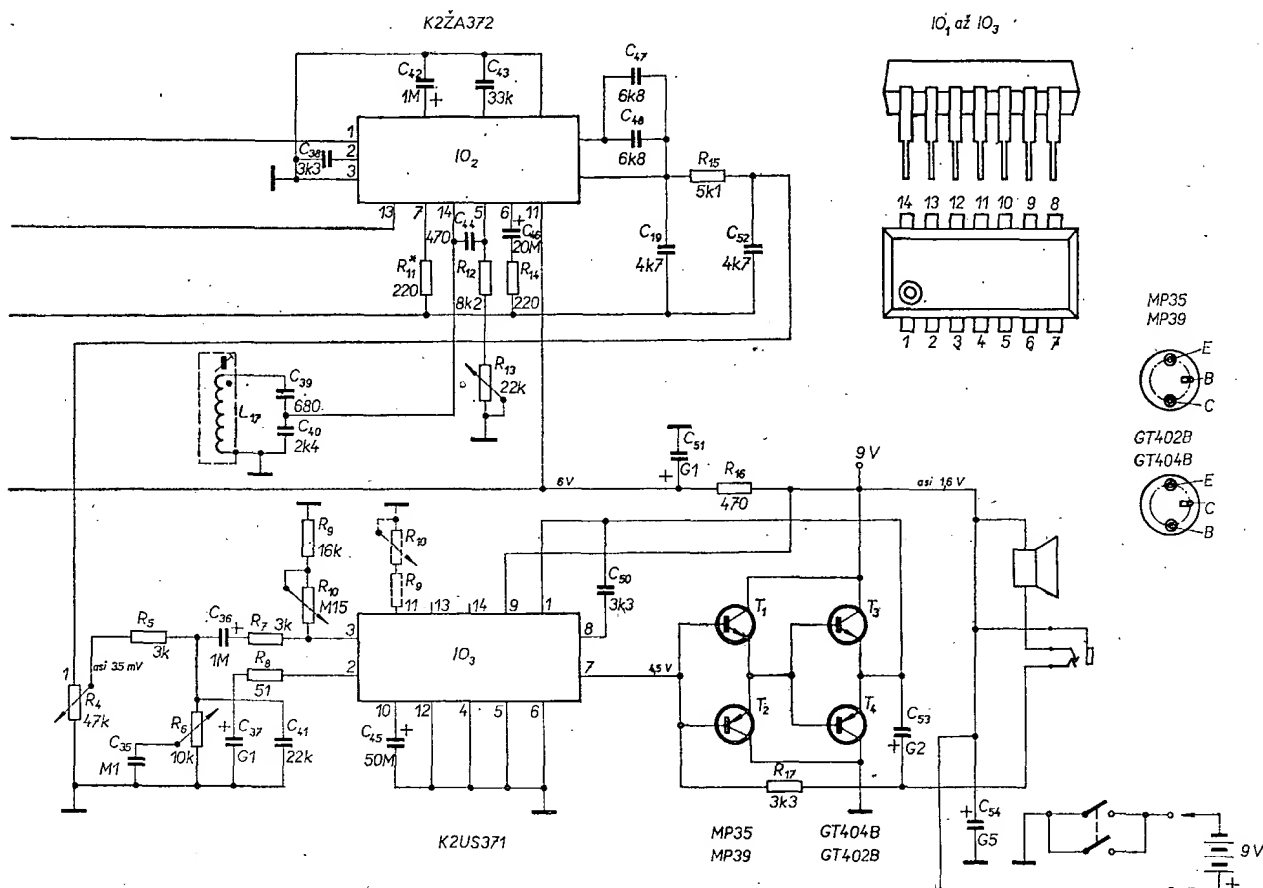 K2ŽA372
IO₁ až IO₃
C₄₂
1M
+
C₄₃
33k
C₄₇
6k8
C₄₈
6k8
1
2
3
C₃₈
3k3
IO₂
R₁₅
5k1
13
7
14
5
6
11
C₄₄
470
+
C₄₆
20M
R₁₁*
220
R₁₂
8k2
R₁₄
220
C₁₉
4k7
C₅₂
4k7
14 13 12 11 10 9 8
1 2 3 4 5 6 7
MP35
MP39
E
B
C
GT402B
GT404B
E
C
B
R₁₃
22k
L₁₇
C₃₉
680
C₄₀
2k4
C₅₁
+
G1
6V
R₁₆
470
9V
asi 1,6 V
R₉
16k
R₁₀
M15
R₁₀
R₉
C₅₀
3k3
11
13
14
9
1
8
7
3
2
IO₃
10
12
4
5
6
R₅
3k
C₃₆
+
1M
R₇
3k
R₈
51
1
asi 35 mV
R₄
47k
R₆
10k
C₃₅
M1
+
C₃₇
G1
C₄₁
22k
C₄₅
+
50M
4,5 V
T₁
T₂
T₃
T₄
C₅₃
+
G2
R₁₇
3k3
+
C₅₄
G5
9V
+
K2US371
MP35
MP39
GT404B
GT402B